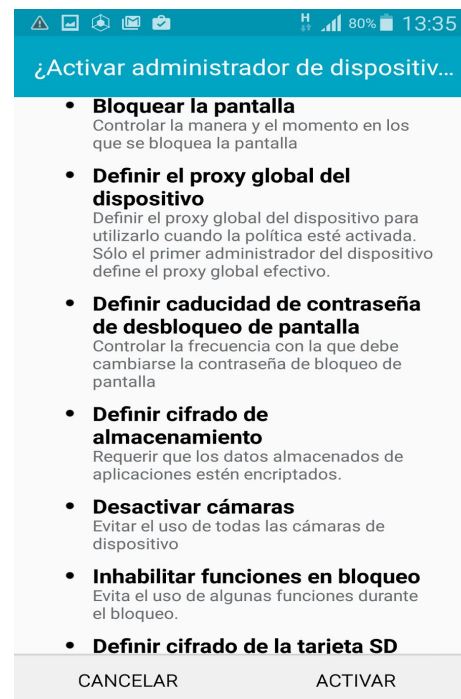 H 80% 13:35
¿Activar administrador de dispositiv...
• Bloquear la pantalla
Controlar la manera y el momento en los
que se bloquea la pantalla
• Definir el proxy global del
dispositivo
Definir el proxy global del dispositivo para
utilizarlo cuando la política esté activada.
Sólo el primer administrador del dispositivo
define el proxy global efectivo.
• Definir caducidad de contraseña
de desbloqueo de pantalla
Controlar la frecuencia con la que debe
cambiarse la contraseña de bloqueo de
pantalla
• Definir cifrado de
almacenamiento
Requerir que los datos almacenados de
aplicaciones estén encriptados.
• Desactivar cámaras
Evitar el uso de todas las cámaras de
dispositivo
• Inhabilitar funciones en bloqueo
Evita el uso de algunas funciones durante
el bloqueo.
• Definir cifrado de la tarjeta SD
CANCELAR ACTIVAR